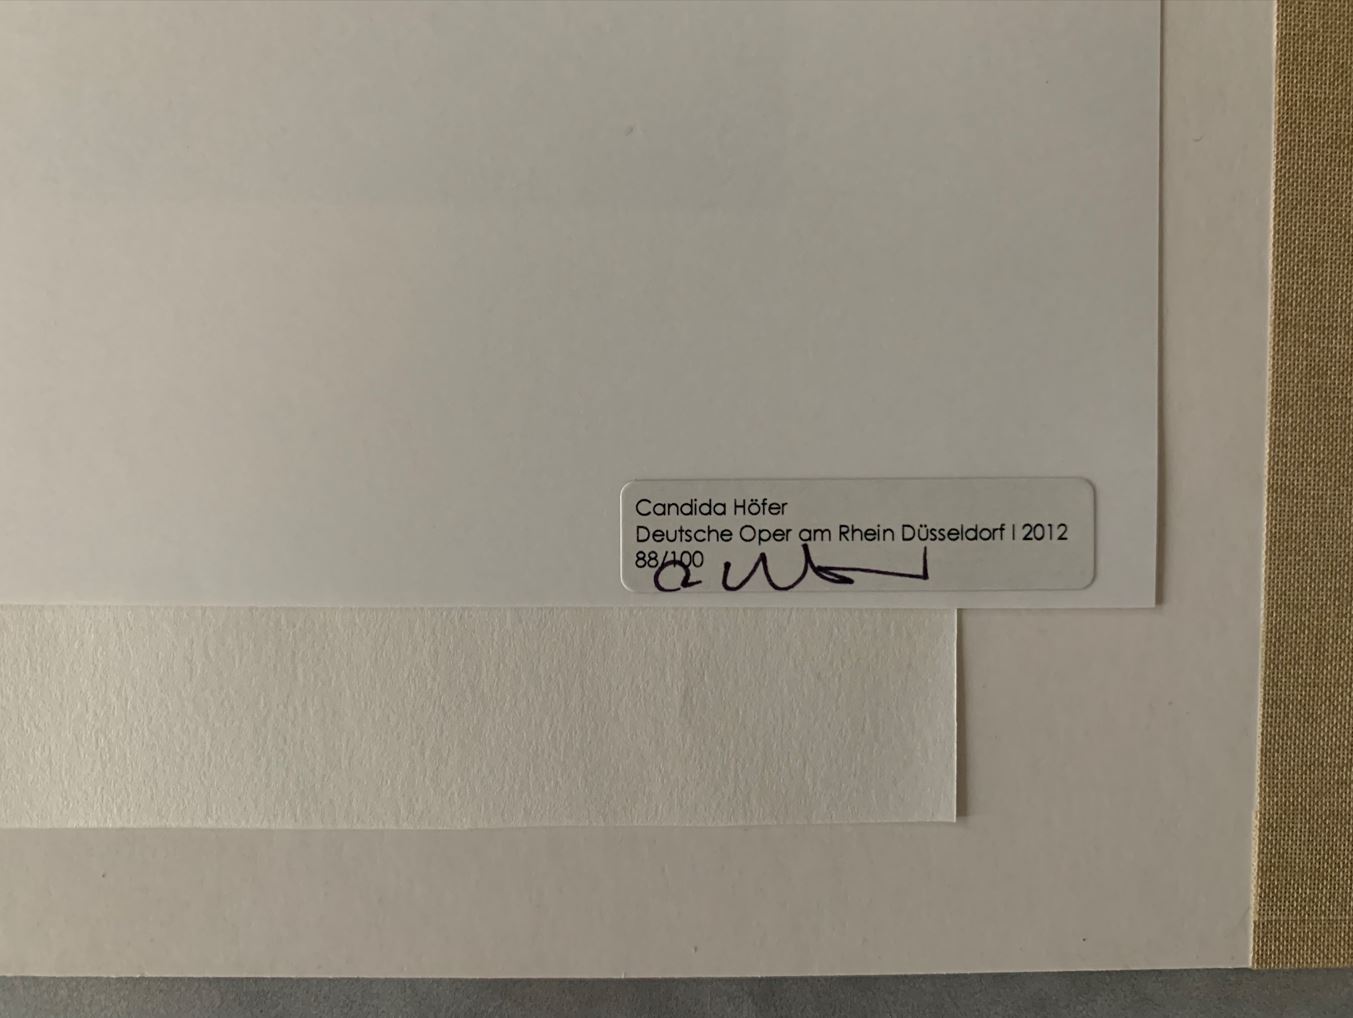 Candida Höfer
Deutsche Oper am Rhein Düsseldorf I 2012
88/100